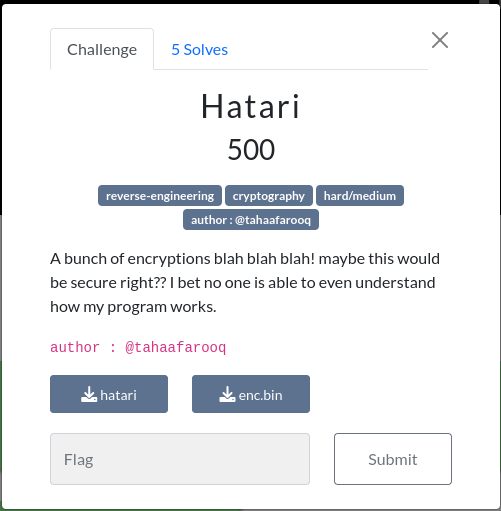 Challenge
5 Solves
Hatari
500
reverse-engineering cryptography hard/medium
author : @tahaafarooq
A bunch of encryptions blah blah blah! maybe this would
be secure right?? I bet no one is able to even understand
how my program works.
author : @tahaafarooq
hatari
enc.bin
Flag
Submit